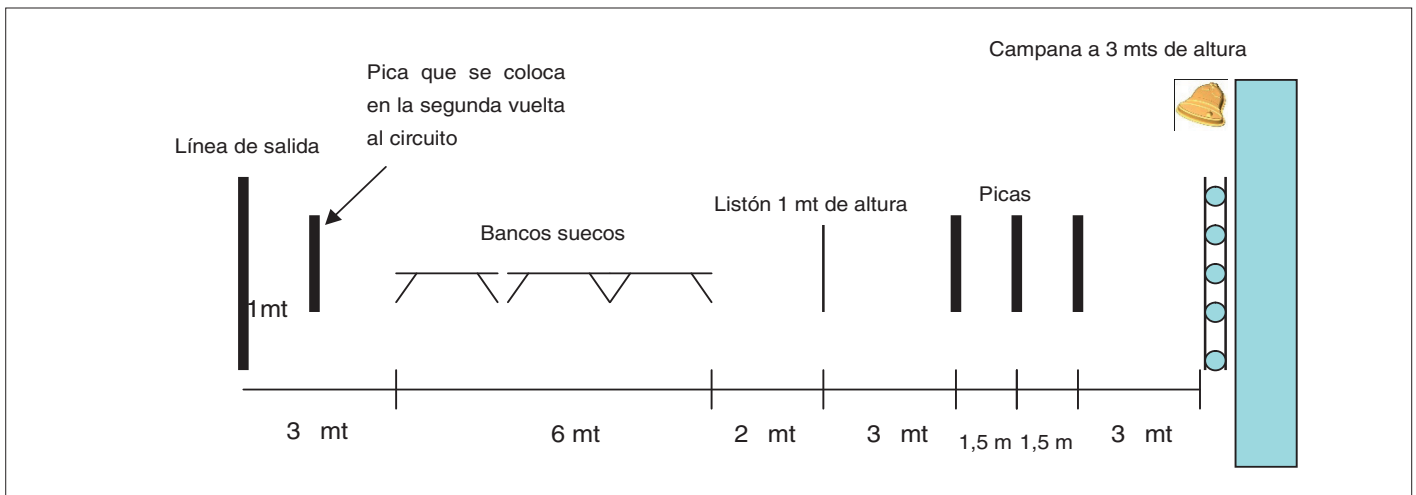 Campana a 3 mts de altura
Pica que se coloca
en la segunda vuelta
al circuito
Línea de salida
Listón 1 mt de altura
Picas
Bancos suecos
1mt
3 mt
6 mt
2 mt
3 mt
1,5 m
1,5 m
3 mt